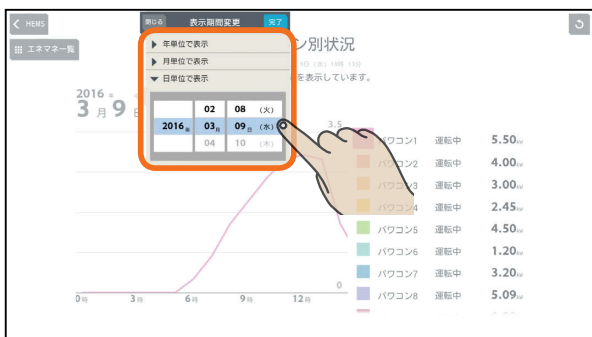 HEMS
閉じる 表示期間変更 完了
エネマネ一覧
年単位で表示
ン別状況
月単位で表示
日（水）14時 13分
日単位で表示
を表示しています。
2016 年
3 月 9 日
02 08 （火）
2016年 03月 09日 （水）
04 10 （木）
3.5
パワコン1 運転中 5.50kW
パワコン2 運転中 4.00kW
パワコン3 運転中 3.00kW
パワコン4 運転中 2.45kW
パワコン5 運転中 4.50kW
パワコン6 運転中 1.20kW
パワコン7 運転中 3.20kW
パワコン8 運転中 5.09kW
0
0時 3時 6時 9時 12時